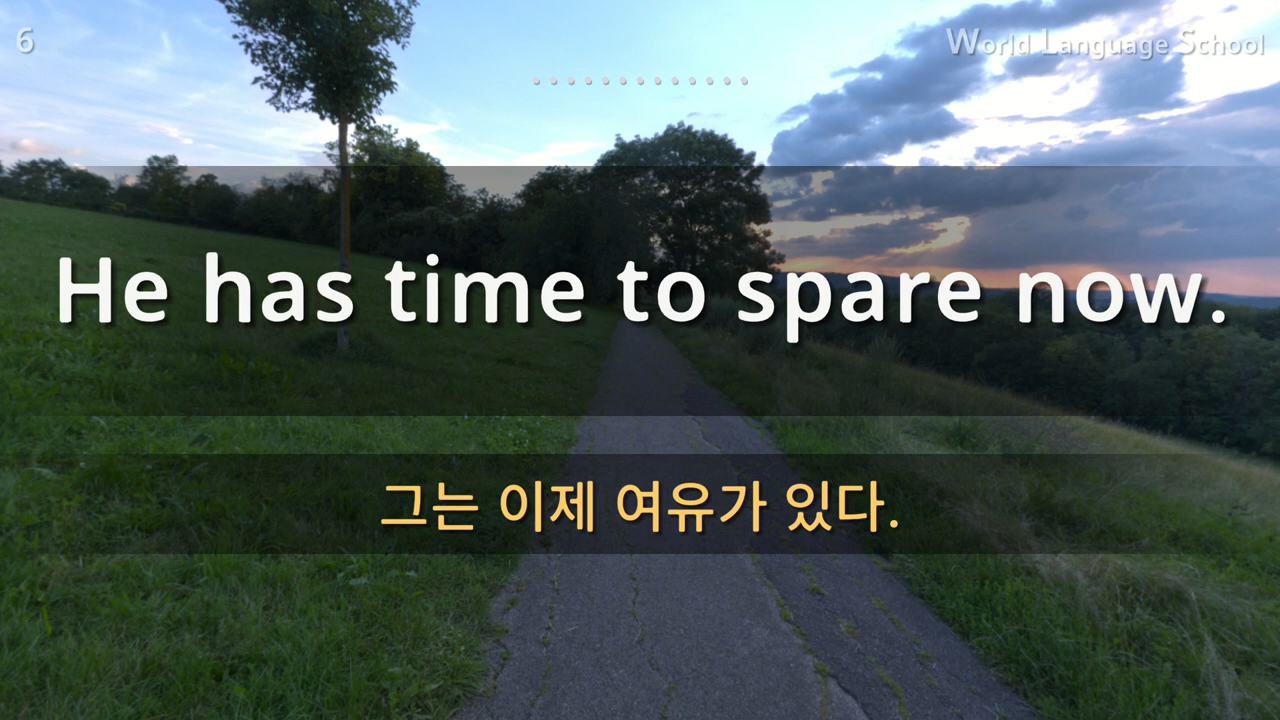 6
World Language School
He has time to spare now.
그는 이제 여유가 있다.